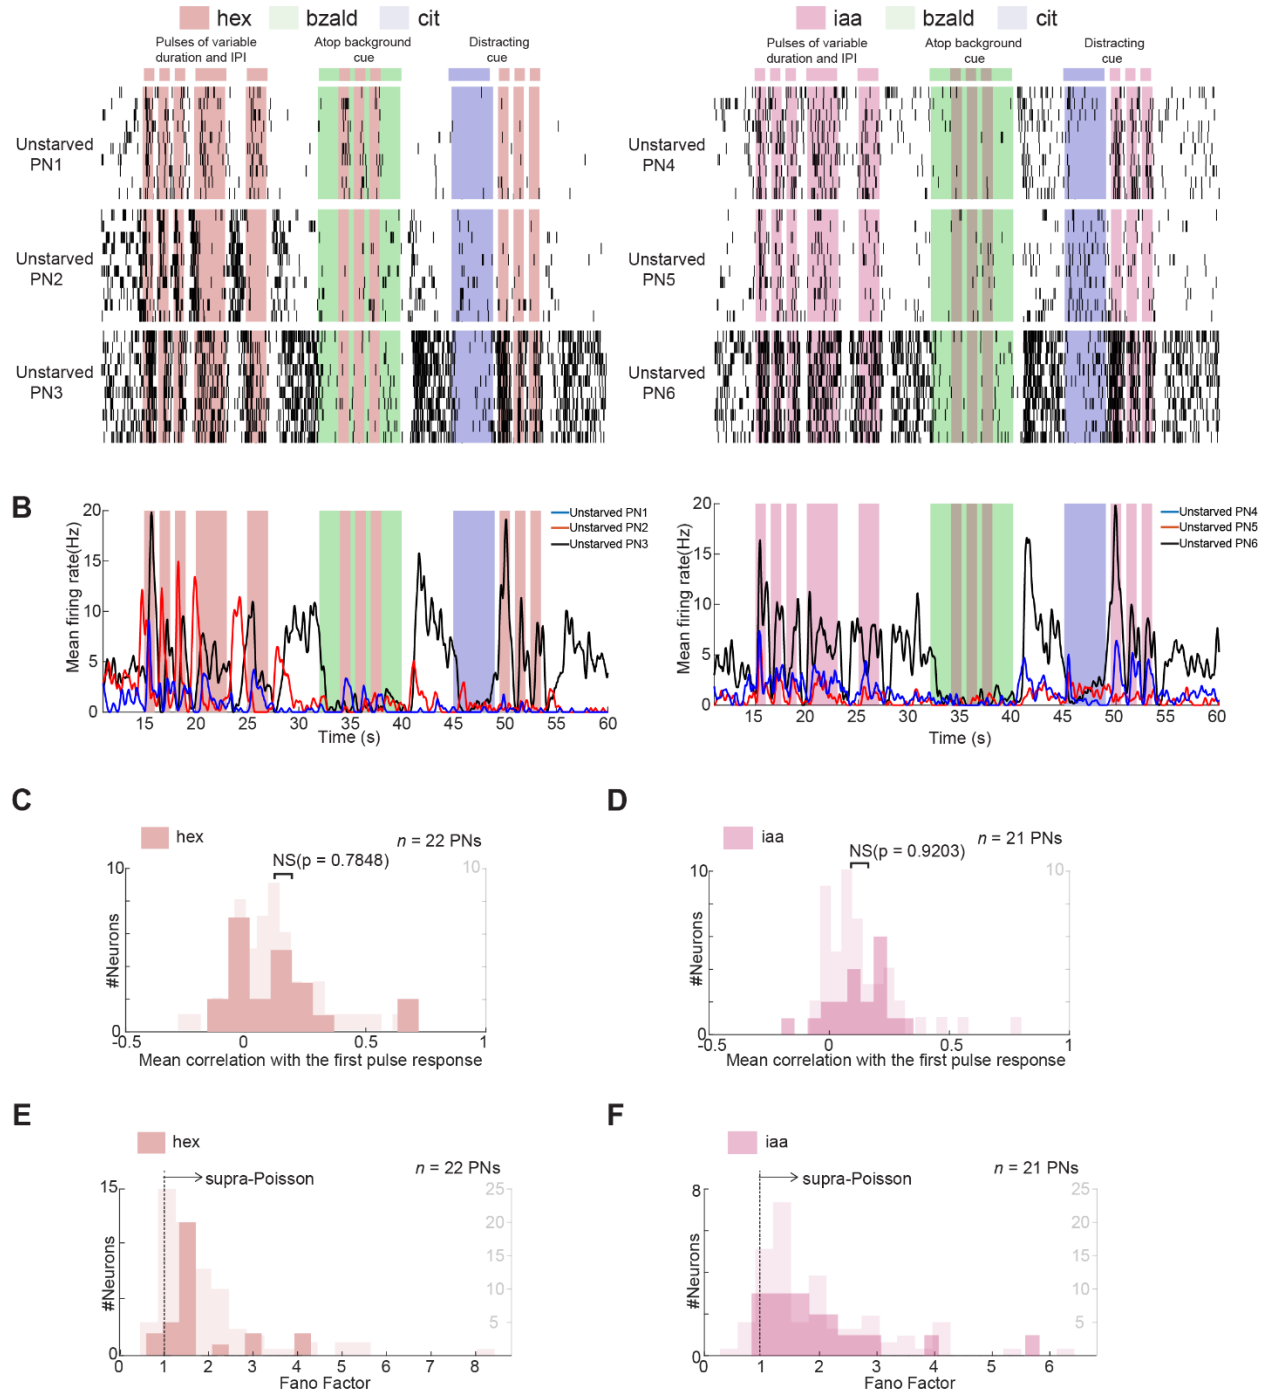 hex bzald cit
Pulses of variable
duration and IPI
Atop background
cue
Distracting
cue
Unstarved
PN1
Unstarved
PN2
Unstarved
PN3
iaa bzald cit
Pulses of variable
duration and IPI
Atop background
cue
Distracting
cue
Unstarved
PN4
Unstarved
PN5
Unstarved
PN6
B
Mean firing rate(Hz)
20
15
10
5
0
Unstarved PN1
Unstarved PN2
Unstarved PN3
15 20 25 30 35 40 45 50 55 60
Time (s)
Mean firing rate(Hz)
20
15
10
5
0
Unstarved PN4
Unstarved PN5
Unstarved PN6
15 20 25 30 35 40 45 50 55 60
Time (s)
C
hex
n = 22 PNs
NS(p = 0.7848)
10 10
#Neurons
0
-0.5 0 0.5 1
Mean correlation with the first pulse response
D
iaa
n = 21 PNs
NS(p = 0.9203)
10 10
#Neurons
0
-0.5 0 0.5 1
Mean correlation with the first pulse response
E
hex
n = 22 PNs
supra-Poisson
15 25
20
15
10
5
#Neurons
0
0 1 2 3 4 5 6 7 8
Fano Factor
F
iaa
n = 21 PNs
supra-Poisson
8 25
20
15
10
5
#Neurons
0
0 1 2 3 4 5 6
Fano Factor